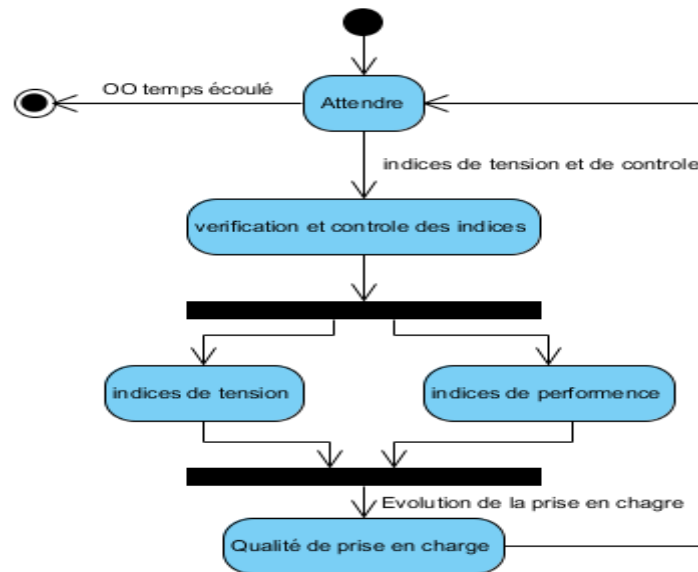 OO temps écoulé
Attendre
indices de tension et de controle
verification et controle des indices
indices de tension
indices de performence
Evolution de la prise en chagre
Qualité de prise en charge